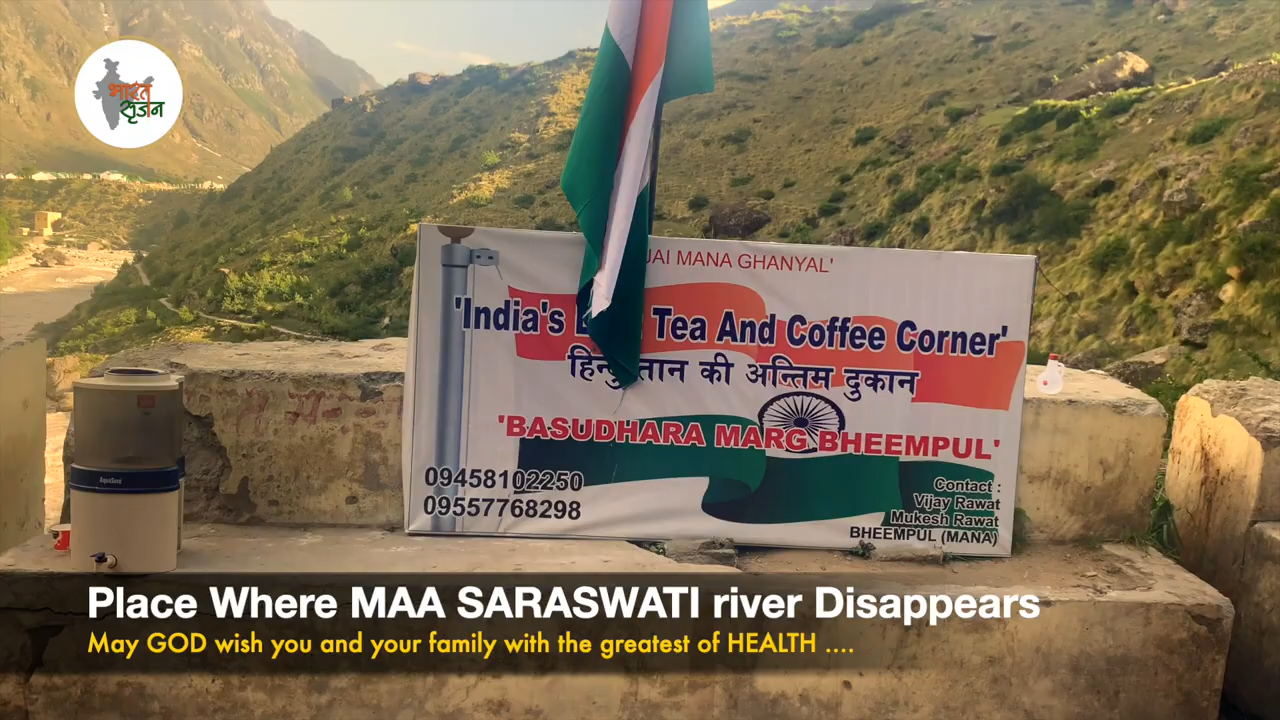 भारत
सृजन
JAI MANA GHANYAL'
'India's Tea And Coffee Corner'
की अन्तिम दुकान
'BASUDHARA MARG BHEEMPUL'
09458102250
09557768298
Contact :
Vijay Rawat
Mukesh Rawat
BHEEMPUL (MANA)
AquaSure
Place Where MAA SARASWATI river Disappears
May GOD wish you and your family with the greatest of HEALTH ....